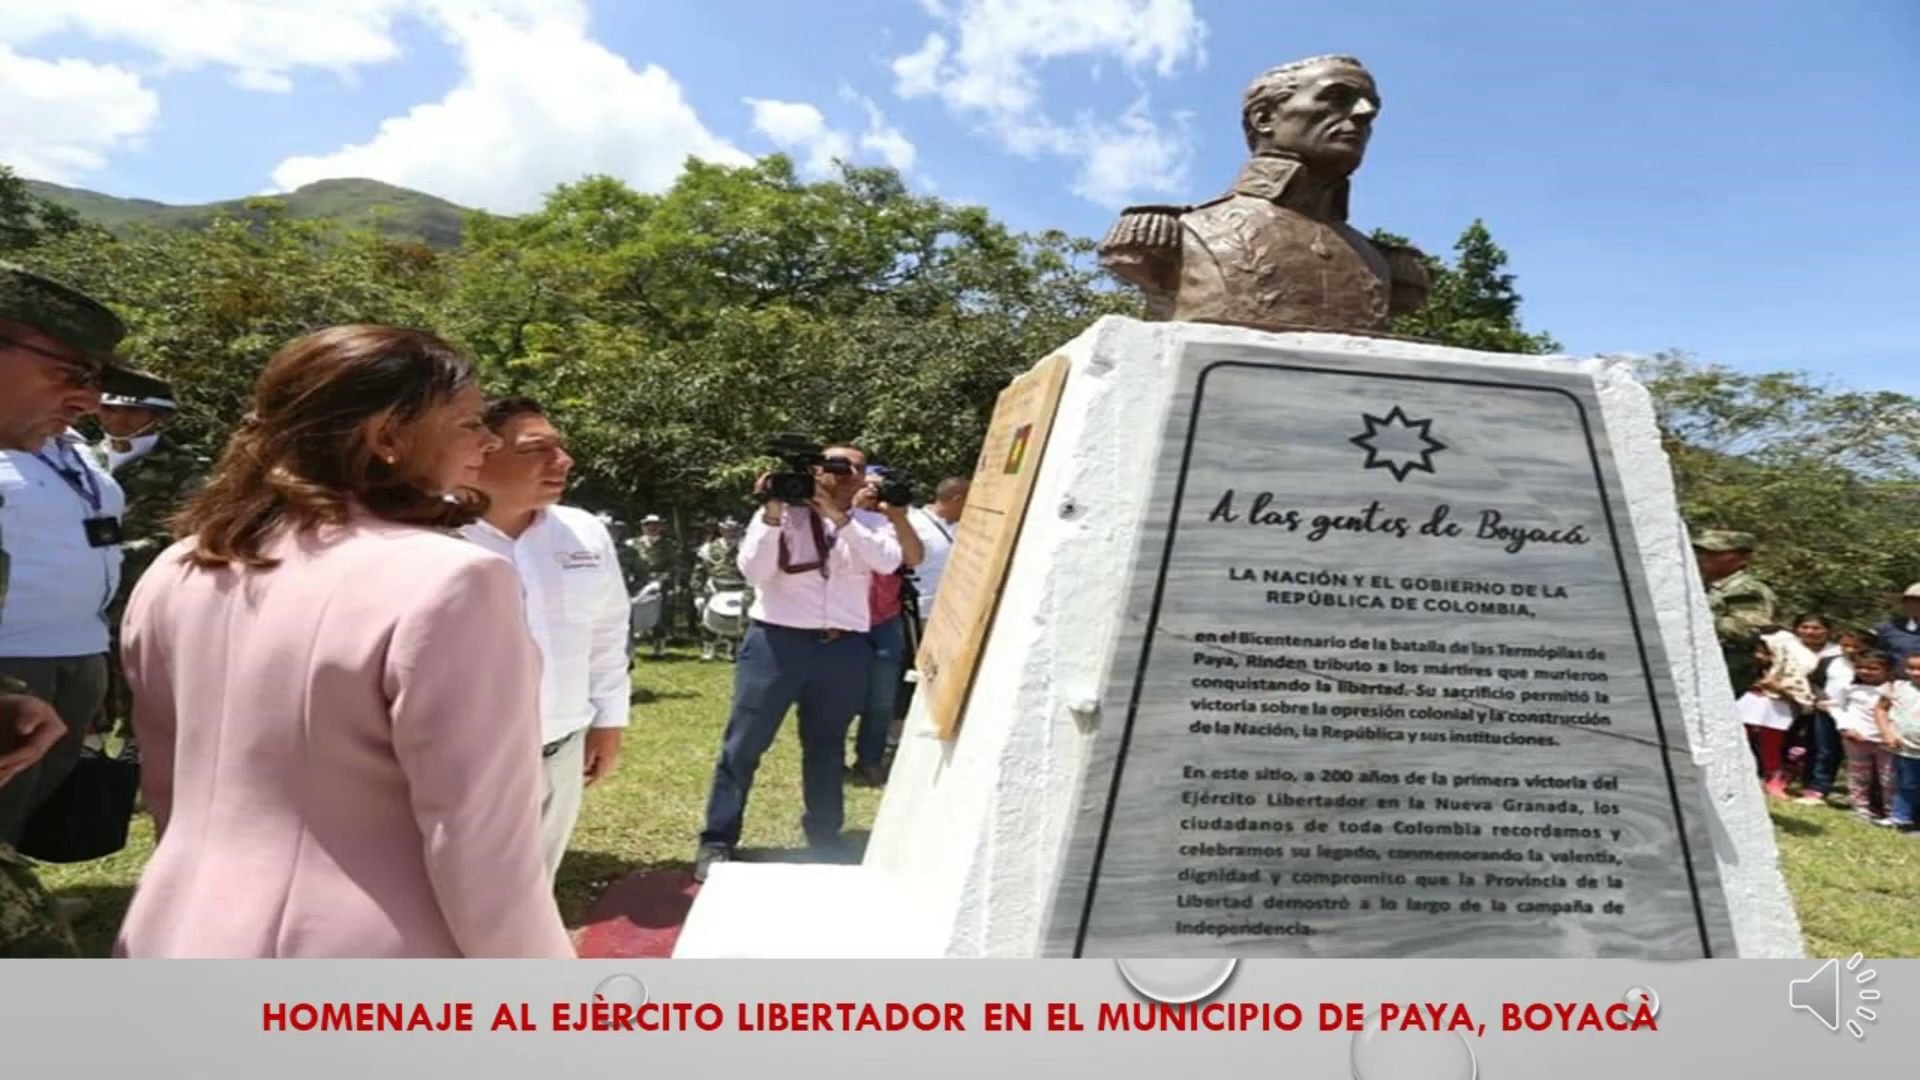 A las gentes de Boyacá
LA NACIÓN Y EL GOBIERNO DE LA
REPÚBLICA DE COLOMBIA,
en el Bicentenario de la batalla de las Termópilas de
Paya, Rinden tributo a los mártires que murieron
conquistando la libertad. Su sacrificio permitió la
victoria sobre la opresión colonial y la construcción
de la Nación, la República y sus instituciones.
En este sitio, a 200 años de la primera victoria del
Ejército Libertador en la Nueva Granada, los
ciudadanos de toda Colombia recordamos y
celebramos su legado, conmemorando la valentía,
dignidad y compromiso que la Provincia de la
Libertad demostró a lo largo de la campaña de
Independencia.
HOMENAJE AL EJÈRCITO LIBERTADOR EN EL MUNICIPIO DE PAYA, BOYACÀ